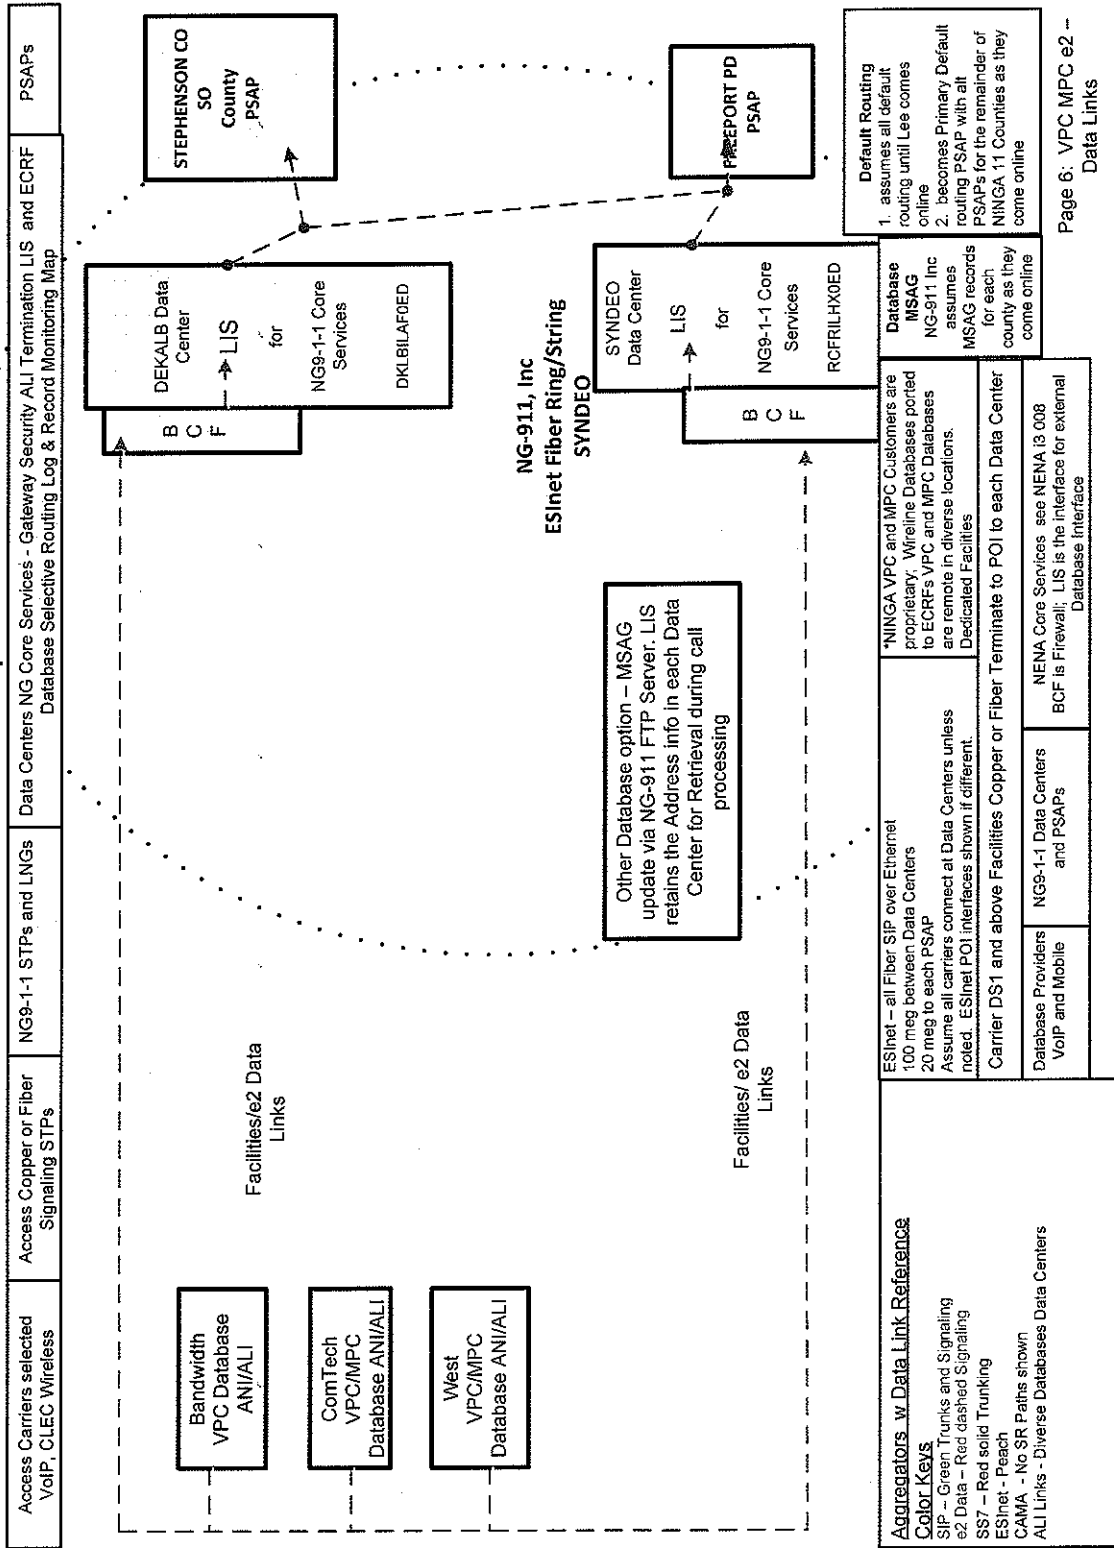 Access Carriers selected
VoIP, CLEC Wireless
Access Copper or Fiber
Signaling STPs
NG9-1-1 STPs and LNGs
Data Centers NG Core Services - Gateway Security ALI Termination LIS and ECRF
Database Selective Routing Log & Record Monitoring Map
PSAPs
Bandwidth
VPC Database
ANI/ALI
ComTech
VPC/MPC
Database ANI/ALI
West
VPC/MPC
Database ANI/ALI
Facilities/e2 Data
Links
Facilities/ e2 Data
Links
B
C
F
DEKALB Data
Center
LIS
for
NG9-1-1 Core
Services
DKLBILAF0ED
STEPHENSON CO
SO
County
PSAP
NG-911, Inc
ESInet Fiber Ring/String
SYNDEO
Other Database option – MSAG
update via NG-911 FTP Server. LIS
retains the Address info in each Data
Center for Retrieval during call
processing
B
C
F
SYNDEO
Data Center
LIS
for
NG9-1-1 Core
Services
RCFRILHX0ED
FREEPORT PD
PSAP
Aggregators w Data Link Reference
Color Keys
SIP – Green Trunks and Signaling
e2 Data – Red dashed Signaling
SS7 – Red solid Trunking
ESInet - Peach
CAMA - No SR Paths shown
ALI Links - Diverse Databases Data Centers
ESInet – all Fiber SIP over Ethernet
100 meg between Data Centers
20 meg to each PSAP
Assume all carriers connect at Data Centers unless
noted. ESInet POI interfaces shown if different.
*NINGA VPC and MPC Customers are
proprietary; Wireline Databases ported
to ECRFs VPC and MPC Databases
are remote in diverse locations.
Dedicated Facilities
Carrier DS1 and above Facilities Copper or Fiber Terminate to POI to each Data Center
Database Providers
VoIP and Mobile
NG9-1-1 Data Centers
and PSAPs
NENA Core Services see NENA i3 008
BCF is Firewall; LIS is the interface for external
Database Interface
Database
MSAG
NG-911 Inc
assumes
MSAG records
for each
county as they
come online
Default Routing
1. assumes all default
routing until Lee comes
online
2. becomes Primary Default
routing PSAP with alt
PSAPs for the remainder of
NINGA 11 Counties as they
come online
Page 6: VPC MPC e2 –
Data Links